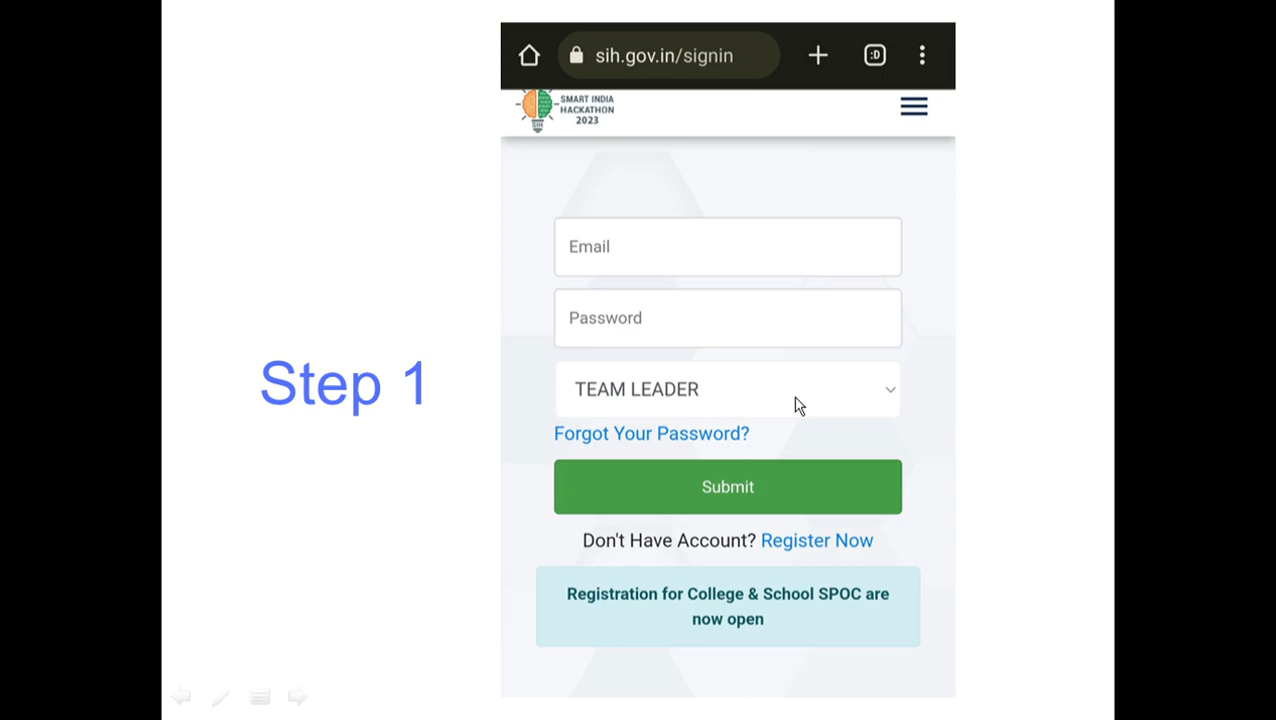 Step 1
:D
sih.gov.in/signin
SMART INDIA
HACKATHON
2023
Email
Password
TEAM LEADER
Forgot Your Password?
Submit
Don't Have Account? Register Now
Registration for College & School SPOC are
now open